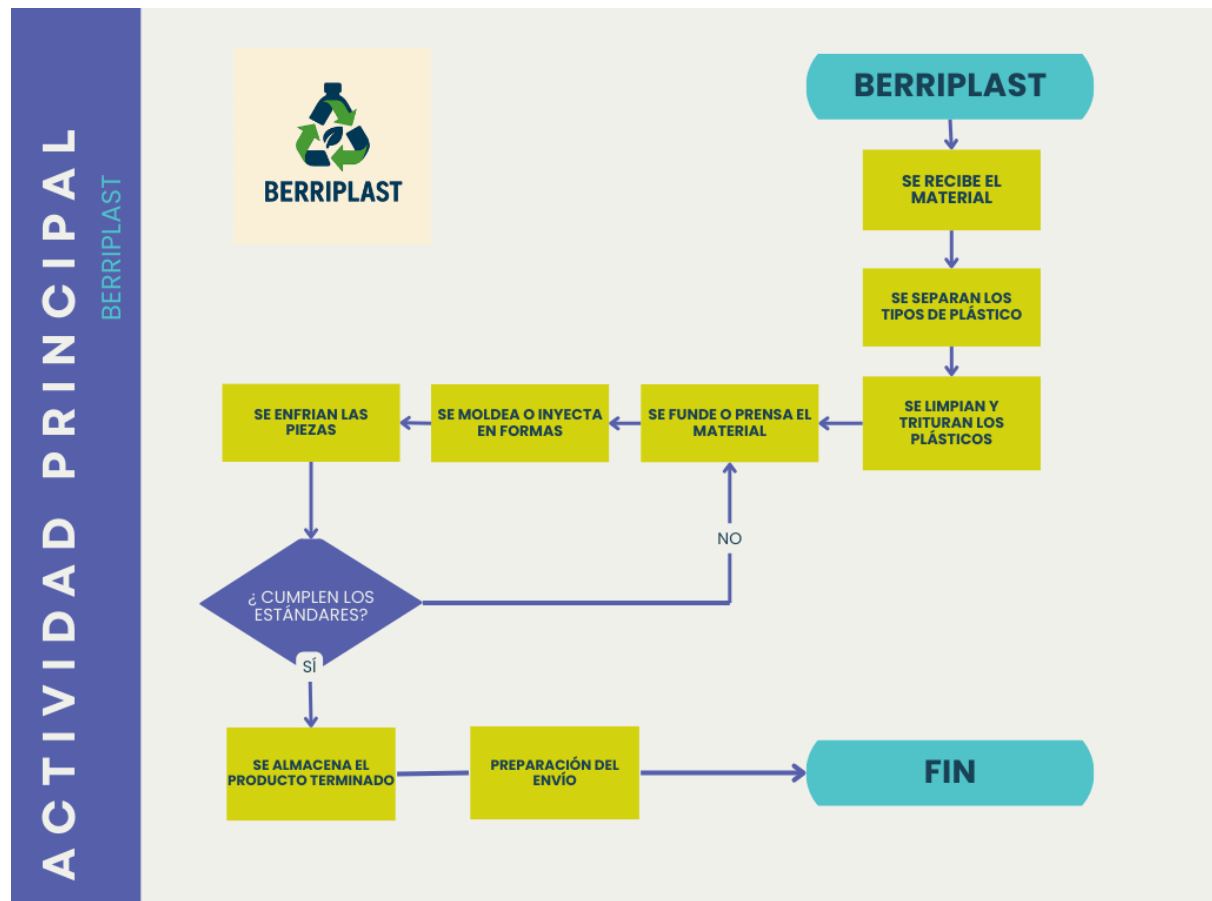 ACTIVIDAD PRINCIPAL
BERRIPLAST
BERRIPLAST
BERRIPLAST
SE RECIBE EL
MATERIAL
SE SEPARAN LOS
TIPOS DE PLÁSTICO
SE LIMPIAN Y
TRITURAN LOS
PLÁSTICOS
SE FUNDE O PRENSA EL
MATERIAL
SE MOLDEA O INYECTA
EN FORMAS
SE ENFRIAN LAS
PIEZAS
¿ CUMPLEN LOS
ESTÁNDARES?
NO
SÍ
SE ALMACENA EL
PRODUCTO TERMINADO
PREPARACIÓN DEL
ENVÍO
FIN